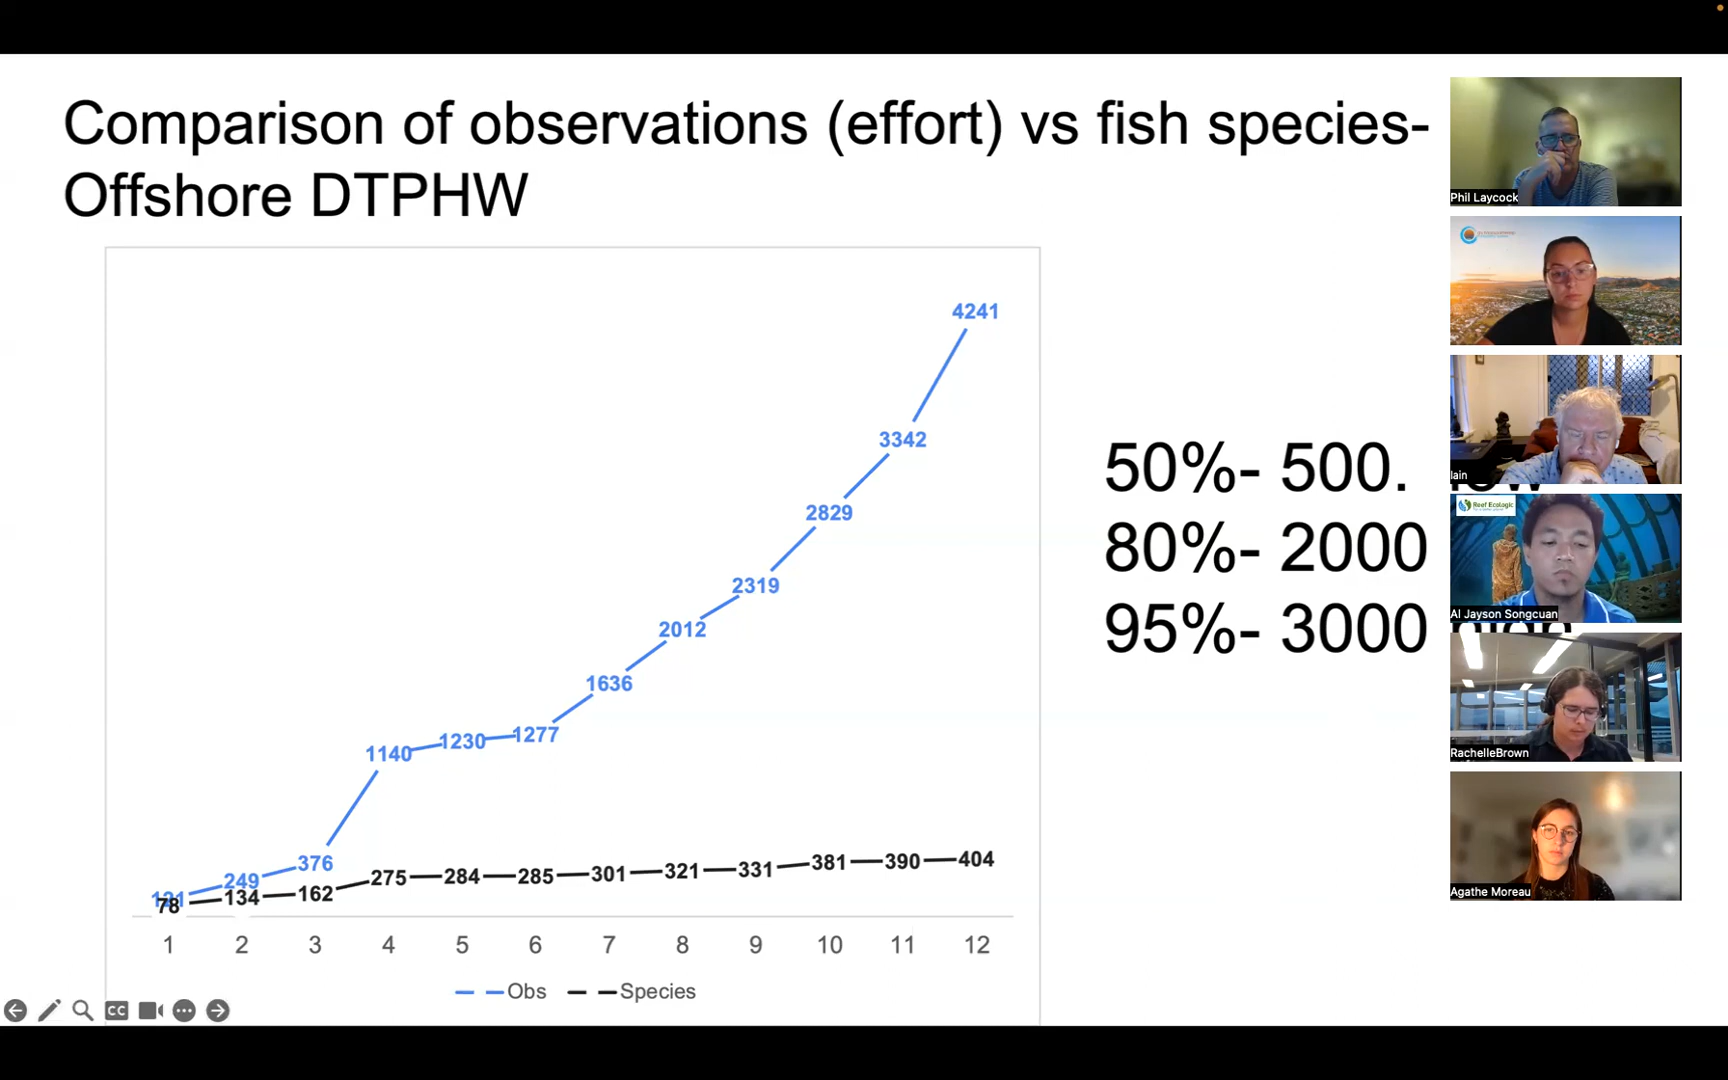 Comparison of observations (effort) vs fish species-
Offshore DTPHW
4241
3342
2829
2319
2012
1636
1277
1230
1140
376
249
78
134
162
275
284
285
301
321
331
381
390
404
1 2 3 4 5 6 7 8 9 10 11 12
Obs Species
50%- 500.
80%- 2000
95%- 3000
Phil Laycock
Iain
Reef Ecologic
Al Jayson Songcuan
RachelleBrown
Agathe Moreau
CC